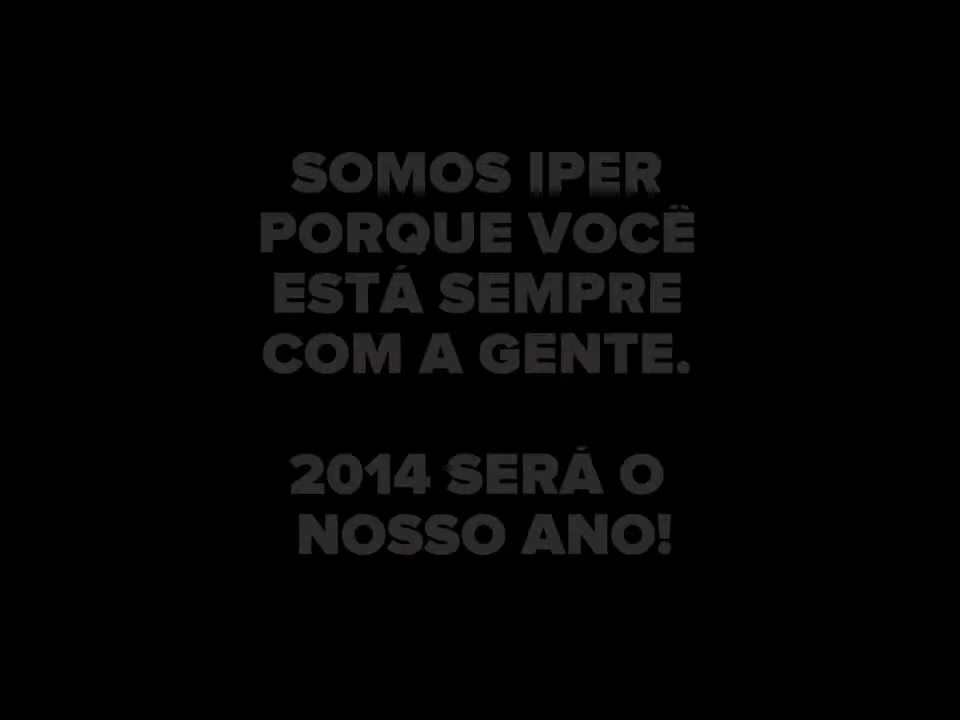 SOMOS IPER
PORQUE VOCÊ
ESTÁ SEMPRE
COM A GENTE.
2014 SERÁ O
NOSSO ANO!